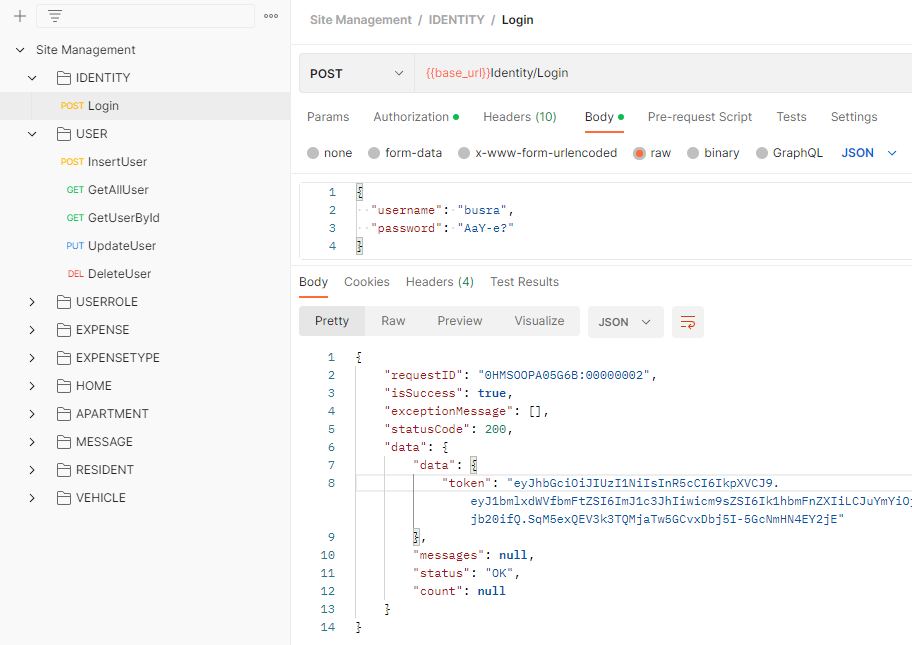 Site Management / IDENTITY / Login
Site Management
IDENTITY
POST Login
USER
POST InsertUser
GET GetAllUser
GET GetUserById
PUT UpdateUser
DEL DeleteUser
USERROLE
EXPENSE
EXPENSETYPE
HOME
APARTMENT
MESSAGE
RESIDENT
VEHICLE
POST {{base_url}}Identity/Login
Params Authorization Headers (10) Body Pre-request Script Tests Settings
none form-data x-www-form-urlencoded raw binary GraphQL JSON
1 {
2 "username": "busra",
3 "password": "AaY-e?"
4 }
Body Cookies Headers (4) Test Results
Pretty Raw Preview Visualize JSON
1 {
2 "requestID": "0HMSOOPA05G6B:00000002",
3 "isSuccess": true,
4 "exceptionMessage": [],
5 "statusCode": 200,
6 "data": {
7 "data": {
8 "token": "eyJhbGciOiJIUzI1NiIsInR5cCI6IkpXVCJ9.
eyJ1bmlxdWVfbmFtZSI6ImJ1c3JhIiwicm9sZSI6Ik1hbmFnZXIiLCJuYmYiOj
jb20ifQ.SqM5exQEV3k3TQMjaTw5GCvxDbj5I-5GcNmHN4EY2jE"
9 },
10 "messages": null,
11 "status": "OK",
12 "count": null
13 }
14 }